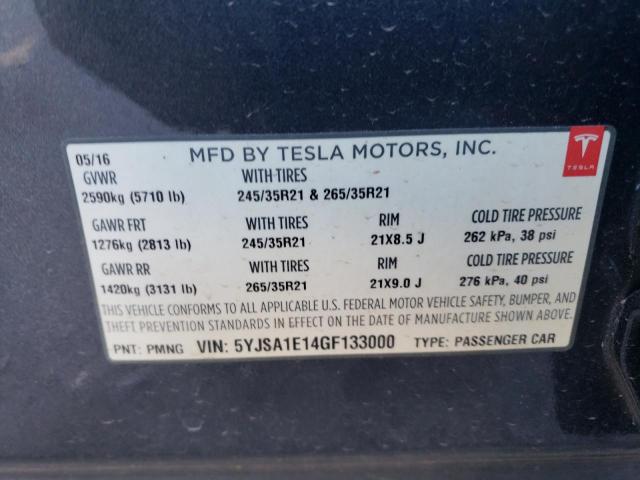 05/16 MFD BY TESLA MOTORS, INC.
GVWR WITH TIRES
2590kg (5710 lb) 245/35R21 & 265/35R21
GAWR FRT WITH TIRES RIM COLD TIRE PRESSURE
1276kg (2813 lb) 245/35R21 21X8.5 J 262 kPa, 38 psi
GAWR RR WITH TIRES RIM COLD TIRE PRESSURE
1420kg (3131 lb) 265/35R21 21X9.0 J 276 kPa, 40 psi
THIS VEHICLE CONFORMS TO ALL APPLICABLE U.S. FEDERAL MOTOR VEHICLE SAFETY, BUMPER, AND
THEFT PREVENTION STANDARDS IN EFFECT ON THE DATE OF MANUFACTURE SHOWN ABOVE.
PNT: PMNG VIN: 5YJSA1E14GF133000 TYPE: PASSENGER CAR
TESLA